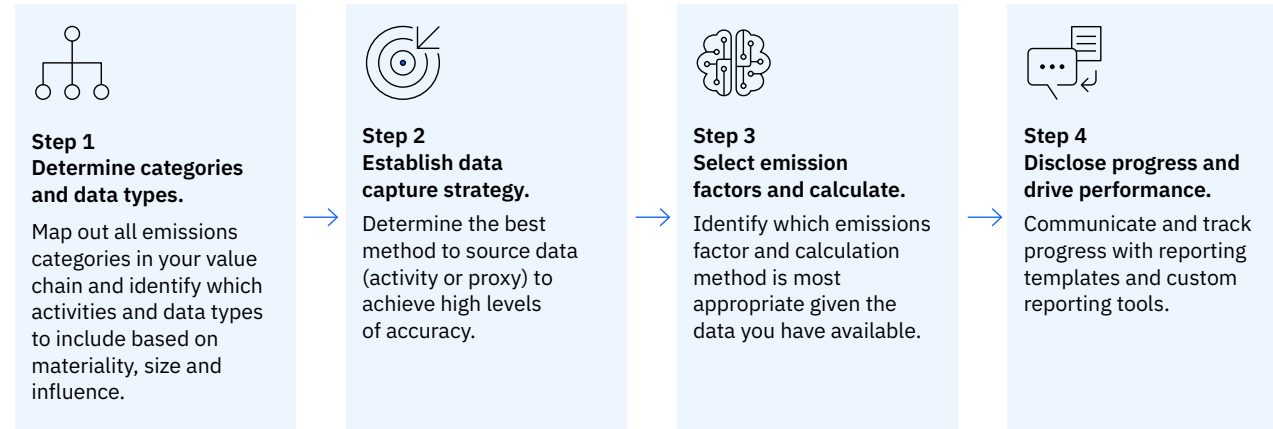 Step 1
Determine categories
and data types.
Map out all emissions
categories in your value
chain and identify which
activities and data types
to include based on
materiality, size and
influence.
Step 2
Establish data
capture strategy.
Determine the best
method to source data
(activity or proxy) to
achieve high levels
of accuracy.
Step 3
Select emission
factors and calculate.
Identify which emissions
factor and calculation
method is most
appropriate given the
data you have available.
Step 4
Disclose progress and
drive performance.
Communicate and track
progress with reporting
templates and custom
reporting tools.